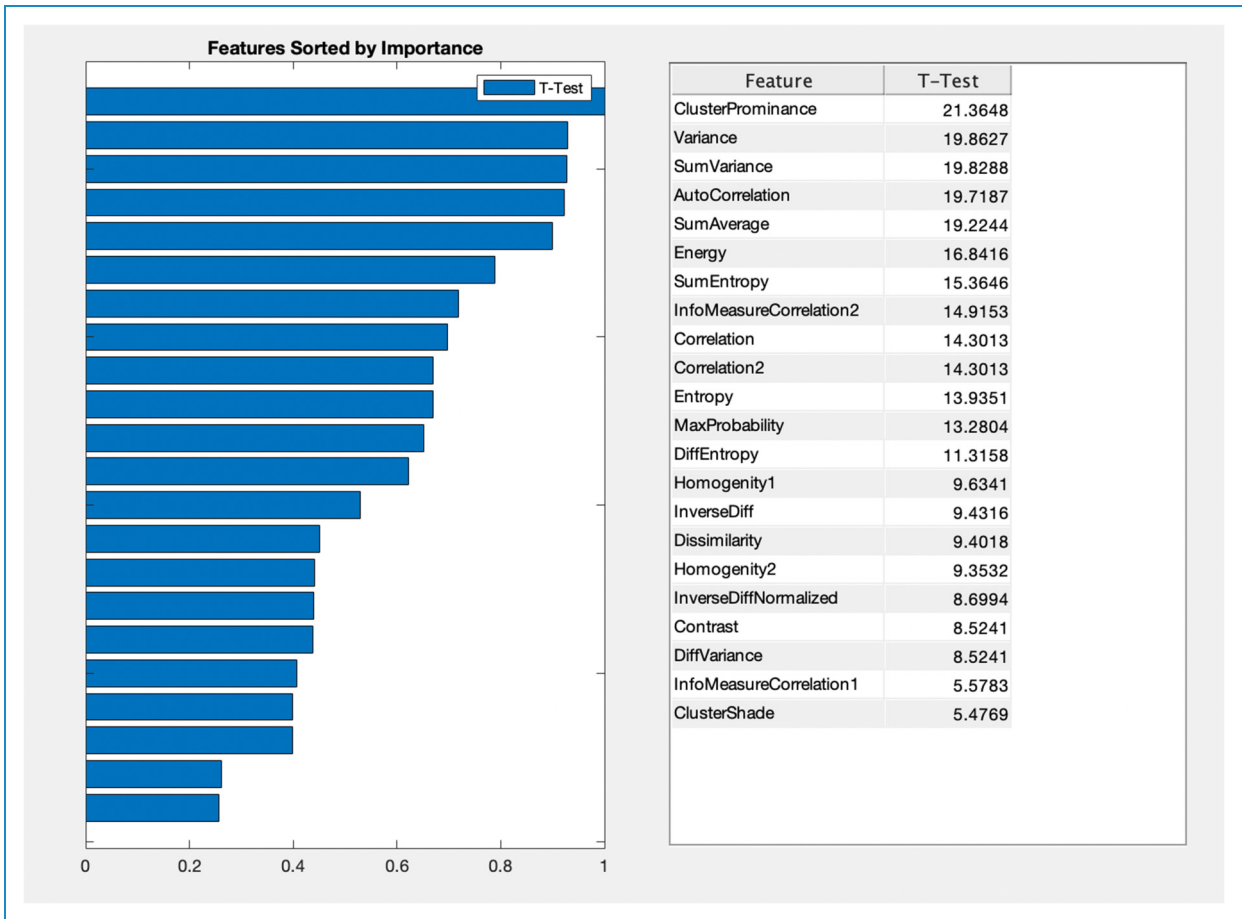 Features Sorted by Importance
T-Test
0 0.2 0.4 0.6 0.8 1
Feature T-Test
ClusterProminance 21.3648
Variance 19.8627
SumVariance 19.8288
AutoCorrelation 19.7187
SumAverage 19.2244
Energy 16.8416
SumEntropy 15.3646
InfoMeasureCorrelation2 14.9153
Correlation 14.3013
Correlation2 14.3013
Entropy 13.9351
MaxProbability 13.2804
DiffEntropy 11.3158
Homogenity1 9.6341
InverseDiff 9.4316
Dissimilarity 9.4018
Homogenity2 9.3532
InverseDiffNormalized 8.6994
Contrast 8.5241
DiffVariance 8.5241
InfoMeasureCorrelation1 5.5783
ClusterShade 5.4769